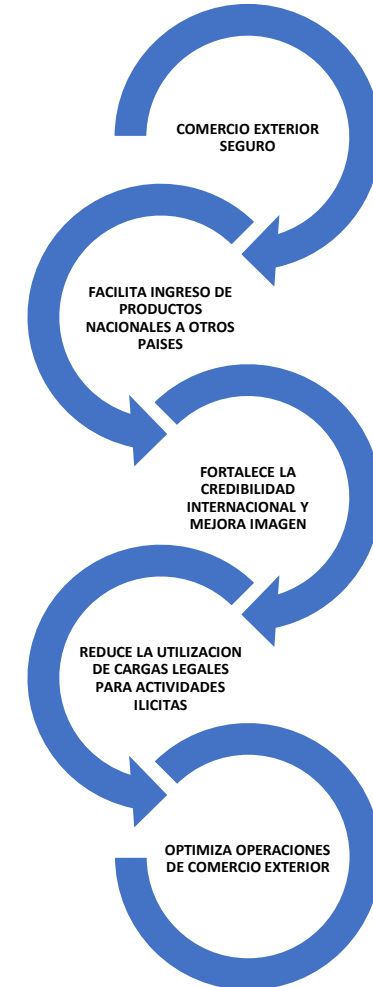 COMERCIO EXTERIOR
SEGURO
FACILITA INGRESO DE
PRODUCTOS
NACIONALES A OTROS
PAISES
FORTALECE LA
CREDIBILIDAD
INTERNACIONAL Y
MEJORA IMAGEN
REDUCE LA UTILIZACION
DE CARGAS LEGALES
PARA ACTIVIDADES
ILICITAS
OPTIMIZA OPERACIONES
DE COMERCIO EXTERIOR